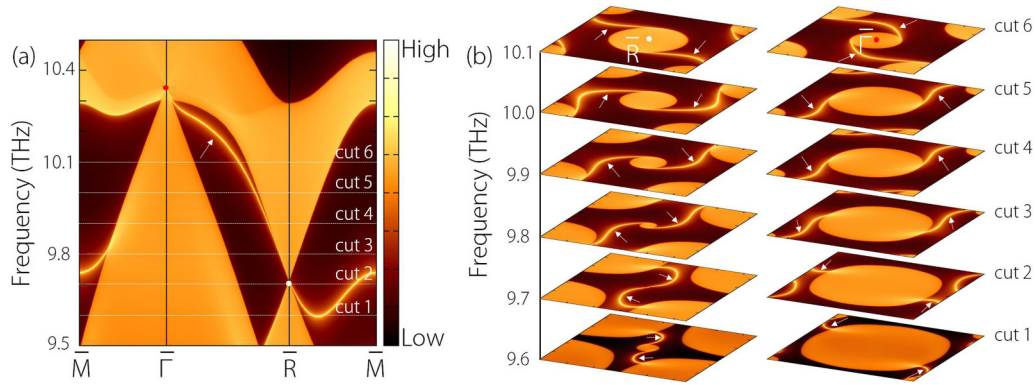 (a)
Frequency (THz)
10.4
10.1
9.8
9.5
M̅
Γ̅
R̅
M̅
cut 6
cut 5
cut 4
cut 3
cut 2
cut 1
High
Low
(b)
Frequency (THz)
10.1
10.0
9.9
9.8
9.7
9.6
R̅
Γ̅
cut 6
cut 5
cut 4
cut 3
cut 2
cut 1